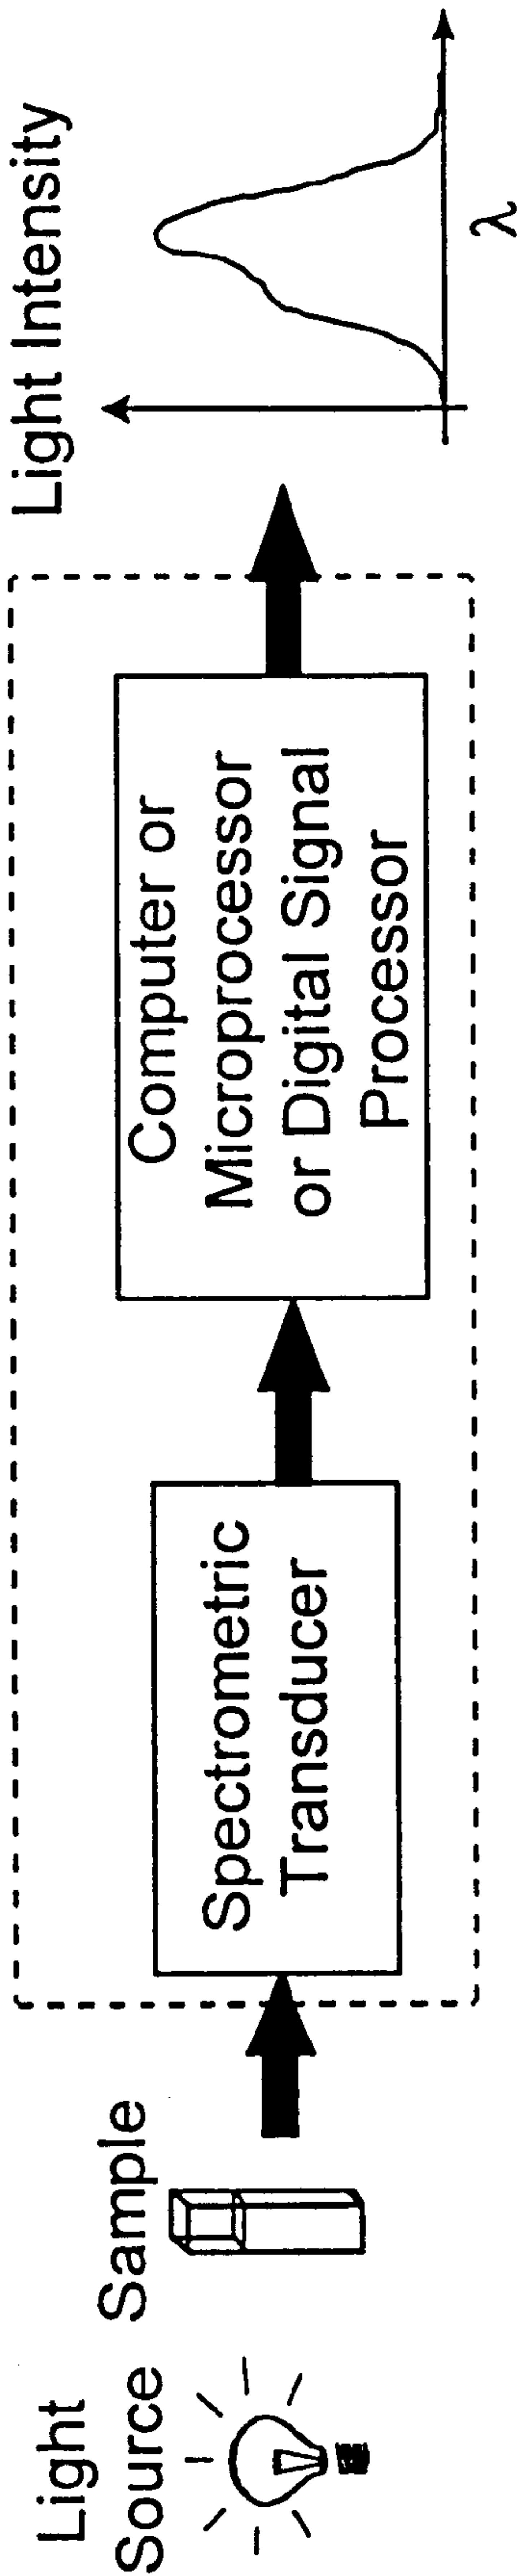 Light
Source
Sample
Spectrometric
Transducer
Computer or
Microprocessor
or Digital Signal
Processor
Light Intensity
λ